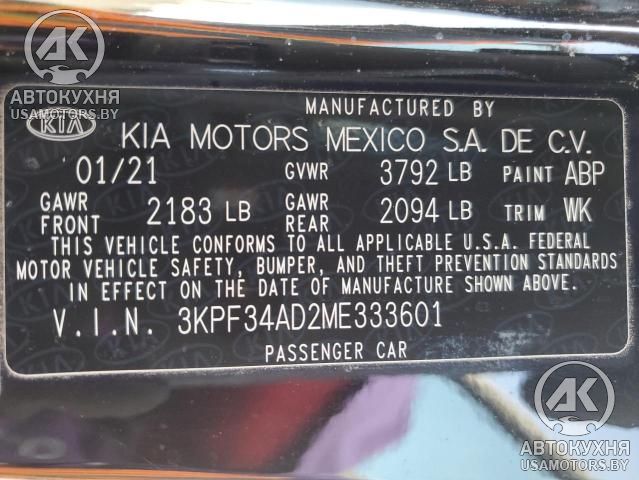 AK
АВТОКУХНЯ
USAMOTORS.BY
KIA
MANUFACTURED BY
KIA MOTORS MEXICO S.A. DE C.V.
01/21 GVWR 3792 LB PAINT ABP
GAWR FRONT 2183 LB GAWR REAR 2094 LB TRIM WK
THIS VEHICLE CONFORMS TO ALL APPLICABLE U.S.A. FEDERAL
MOTOR VEHICLE SAFETY, BUMPER, AND THEFT PREVENTION STANDARDS
IN EFFECT ON THE DATE OF MANUFACTURE SHOWN ABOVE.
V.I.N. 3KPF34AD2ME333601
PASSENGER CAR
AK
АВТОКУХНЯ
USAMOTORS.BY